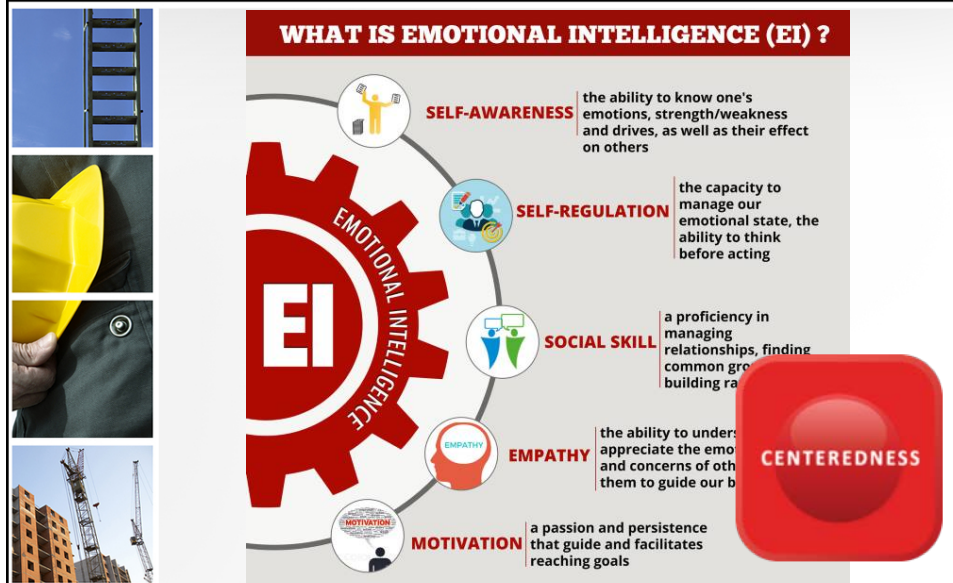 WHAT IS EMOTIONAL INTELLIGENCE (EI) ?
SELF-AWARENESS
the ability to know one's
emotions, strength/weakness
and drives, as well as their effect
on others
SELF-REGULATION
the capacity to
manage our
emotional state, the
ability to think
before acting
EMOTIONAL INTELLIGENCE
EI
SOCIAL SKILL
a proficiency in
managing
relationships, finding
common
building
EMPATHY
EMPATHY
the ability to
appreciate the
and concerns of
them to guide our
CENTEREDNESS
MOTIVATION
MOTIVATION
a passion and persistence
that guide and facilitates
reaching goals